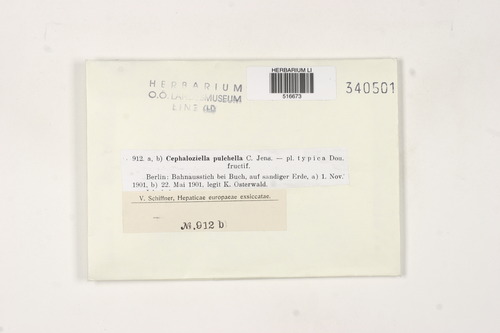 HERBARIUM LI
516673
HERBARIUM
O.Ö. LANDESMUSEUM
LINZ
340501
912. a, b) Cephaloziella pulchella C. Jens. — pl. typica Dou.
fructif.
Berlin: Bahnausstich bei Buch, auf sandiger Erde, a) 1. Nov.
1901, b) 22. Mai 1901, legit K. Osterwald.
V. Schiffner, Hepaticae europaeae exsiccatae.
№. 912 b)